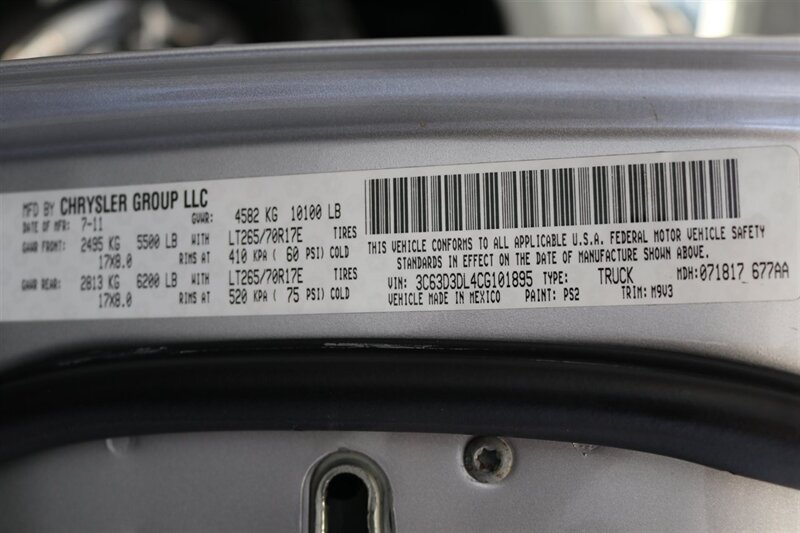 MFD BY CHRYSLER GROUP LLC
DATE OF MFR: 7-11 GVWR: 4582 KG 10100 LB
GAWR FRONT: 2495 KG 5500 LB WITH LT265/70R17E TIRES
17X8.0 RIMS AT 410 KPA ( 60 PSI) COLD
GAWR REAR: 2813 KG 6200 LB WITH LT265/70R17E TIRES
17X8.0 RIMS AT 520 KPA ( 75 PSI) COLD
THIS VEHICLE CONFORMS TO ALL APPLICABLE U.S.A. FEDERAL MOTOR VEHICLE SAFETY
STANDARDS IN EFFECT ON THE DATE OF MANUFACTURE SHOWN ABOVE.
VIN: 3C63D3DL4CG101895 TYPE: TRUCK MDH: 071817 677AA
VEHICLE MADE IN MEXICO PAINT: PS2 TRIM: M9V3